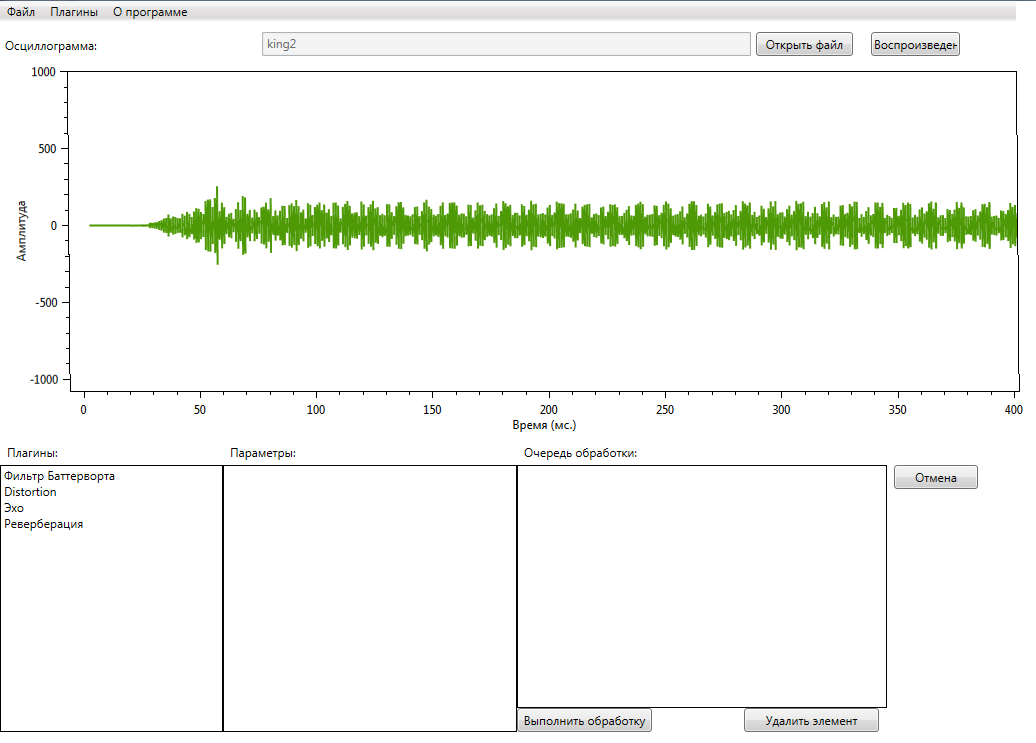 Файл Плагины О программе
Осциллограмма: king2 Открыть файл Воспроизведен
1000
500
0
-500
-1000
Амплитуда
0 50 100 150 200 250 300 350 400
Время (мс.)
Плагины: Параметры: Очередь обработки:
Фильтр Баттерворта Отмена
Distortion
Эхо
Реверберация
Выполнить обработку Удалить элемент